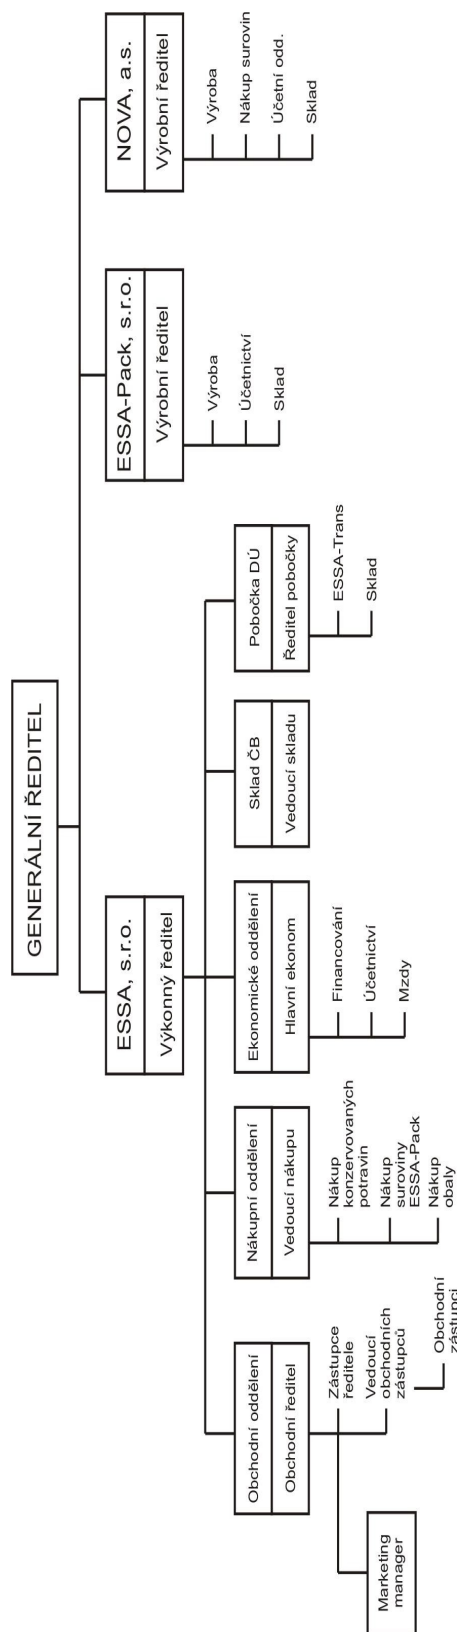 GENERÁLNÍ ŘEDITEL
ESSA, s.r.o.
Výkonný ředitel
ESSA-Pack, s.r.o.
Výrobní ředitel
NOVA, a.s.
Výrobní ředitel
Výroba
Účetnictví
Sklad
Výroba
Nákup surovin
Účetní odd.
Sklad
Obchodní oddělení
Obchodní ředitel
Nákupní oddělení
Vedoucí nákupu
Ekonomické oddělení
Hlavní ekonom
Sklad ČB
Vedoucí skladu
Pobočka DÚ
Ředitel pobočky
Zástupce
ředitele
Vedoucí
obchodních
zástupců
Obchodní
zástupci
Marketing
manager
Nákup
konzervovaných
potravin
Nákup
suroviny
ESSA-Pack
Nákup
obaly
Financování
Účetnictví
Mzdy
ESSA-Trans
Sklad